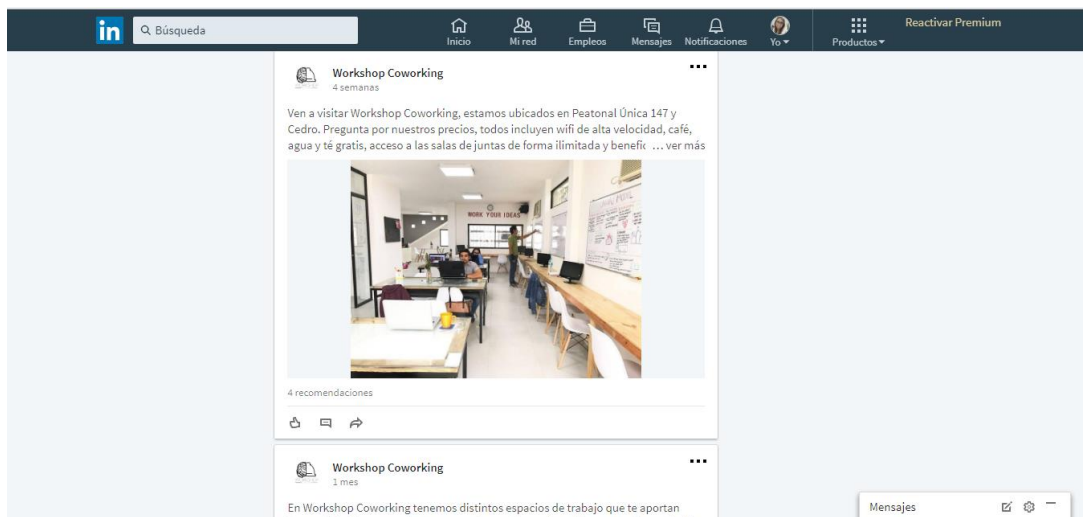 in
Búsqueda
Inicio
Mi red
Empleos
Mensajes
Notificaciones
Yo
Productos
Reactivar Premium
Workshop Coworking
4 semanas
Ven a visitar Workshop Coworking, estamos ubicados en Peatonal Única 147 y
Cedro. Pregunta por nuestros precios, todos incluyen wifi de alta velocidad, café,
agua y té gratis, acceso a las salas de juntas de forma ilimitada y benefic … ver más
WORK YOUR IDEAS
4 recomendaciones
Workshop Coworking
1 mes
En Workshop Coworking tenemos distintos espacios de trabajo que te aportan
Mensajes